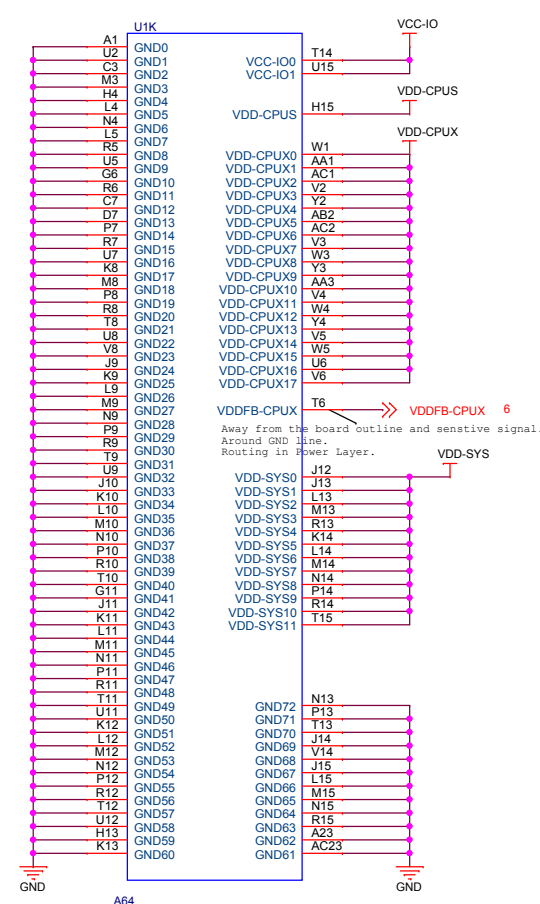 U1K
A1 GND0
U2 GND1
C3 GND2
M3 GND3
H4 GND4
L4 GND5
N4 GND6
L5 GND7
R5 GND8
U5 GND9
G6 GND10
R6 GND11
C7 GND12
D7 GND13
P7 GND14
R7 GND15
U7 GND16
K8 GND17
M8 GND18
P8 GND19
R8 GND20
T8 GND21
U8 GND22
V8 GND23
J9 GND24
K9 GND25
L9 GND26
M9 GND27
N9 GND28
P9 GND29
R9 GND30
T9 GND31
U9 GND32
J10 GND33
K10 GND34
L10 GND35
M10 GND36
N10 GND37
P10 GND38
R10 GND39
T10 GND40
G11 GND41
J11 GND42
K11 GND43
L11 GND44
M11 GND45
N11 GND46
P11 GND47
R11 GND48
T11 GND49
U11 GND50
K12 GND51
L12 GND52
M12 GND53
N12 GND54
P12 GND55
R12 GND56
T12 GND57
U12 GND58
H13 GND59
K13 GND60
GND
VCC-IO
VCC-IO0 T14
VCC-IO1 U15
VDD-CPUS
VDD-CPUS H15
VDD-CPUX
VDD-CPUX0 W1
VDD-CPUX1 AA1
VDD-CPUX2 AC1
VDD-CPUX3 V2
VDD-CPUX4 Y2
VDD-CPUX5 AB2
VDD-CPUX6 AC2
VDD-CPUX7 V3
VDD-CPUX8 W3
VDD-CPUX9 Y3
VDD-CPUX10 AA3
VDD-CPUX11 V4
VDD-CPUX12 W4
VDD-CPUX13 Y4
VDD-CPUX14 V5
VDD-CPUX15 W5
VDD-CPUX16 U6
VDD-CPUX17 V6
VDDFB-CPUX T6 VDDFB-CPUX 6
Away from the board outline and senstive signal.
Around GND line.
Routing in Power Layer.
VDD-SYS
VDD-SYS0 J12
VDD-SYS1 J13
VDD-SYS2 L13
VDD-SYS3 M13
VDD-SYS4 R13
VDD-SYS5 K14
VDD-SYS6 L14
VDD-SYS7 M14
VDD-SYS8 N14
VDD-SYS9 P14
VDD-SYS10 R14
VDD-SYS11 T15
GND72 N13
GND71 P13
GND70 T13
GND69 J14
GND68 V14
GND67 J15
GND66 L15
GND65 M15
GND64 N15
GND63 R15
GND62 A23
GND61 AC23
GND
A64